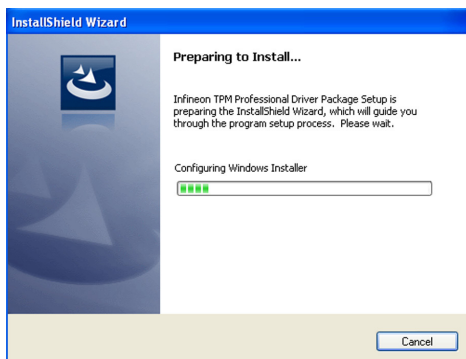 InstallShield Wizard
Preparing to Install...
Infineon TPM Professional Driver Package Setup is
preparing the InstallShield Wizard, which will guide you
through the program setup process. Please wait.
Configuring Windows Installer
Cancel